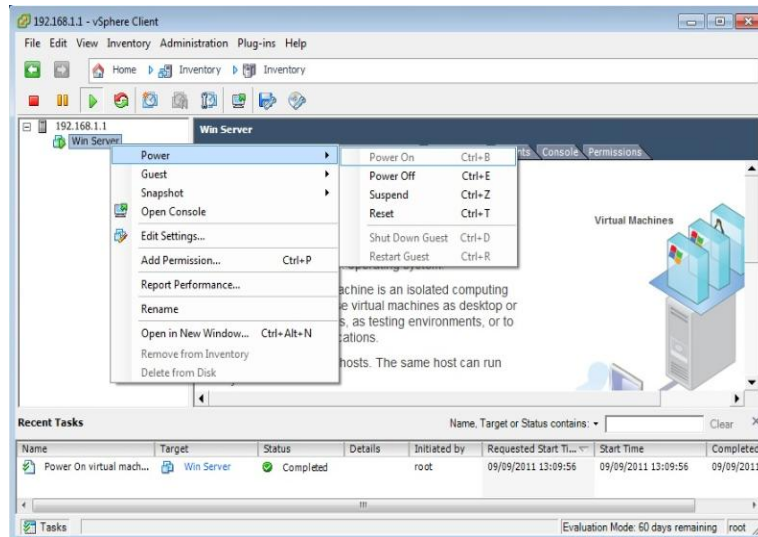 192.168.1.1 - vSphere Client
File Edit View Inventory Administration Plug-ins Help
Home Inventory Inventory
192.168.1.1
Win Server
Win Server
Console Permissions
Power
Guest
Snapshot
Open Console
Edit Settings...
Add Permission... Ctrl+P
Report Performance...
Rename
Open in New Window... Ctrl+Alt+N
Remove from Inventory
Delete from Disk
Power On Ctrl+B
Power Off Ctrl+E
Suspend Ctrl+Z
Reset Ctrl+T
Shut Down Guest Ctrl+D
Restart Guest Ctrl+R
Virtual Machines
operating system.
achine is an isolated computing
e virtual machines as desktop or
s, as testing environments, or to
cations.
hosts. The same host can run
Recent Tasks Name, Target or Status contains: Clear
Name Target Status Details Initiated by Requested Start Ti... Start Time Completed
Power On virtual mach... Win Server Completed root 09/09/2011 13:09:56 09/09/2011 13:09:56 09/09/2011
Tasks Evaluation Mode: 60 days remaining root